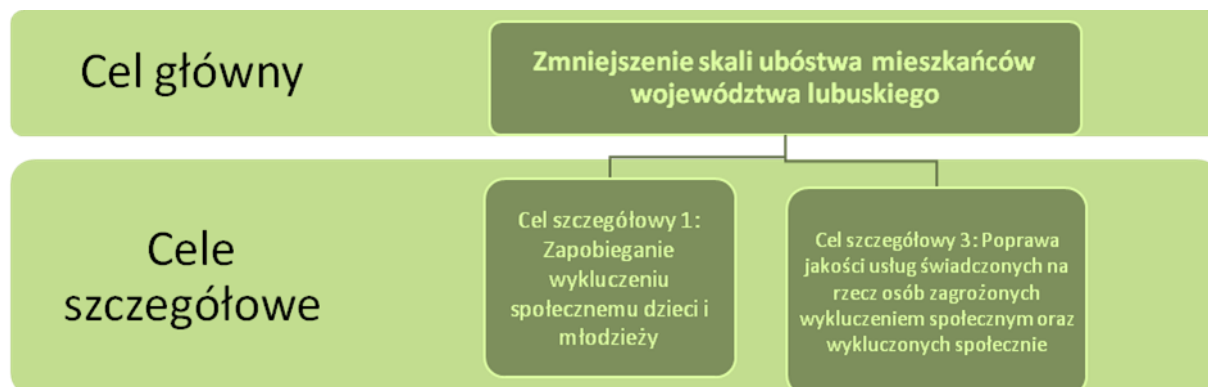 Cel główny
Zmniejszenie skali ubóstwa mieszkańców
województwa lubuskiego
Cele
szczegółowe
Cel szczegółowy 1:
Zapobieganie
wykluczeniu
społecznemu dzieci i
młodzieży
Cel szczegółowy 3: Poprawa
jakości usług świadczonych na
rzecz osób zagrożonych
wykluczeniem społecznym oraz
wykluczonych społecznie